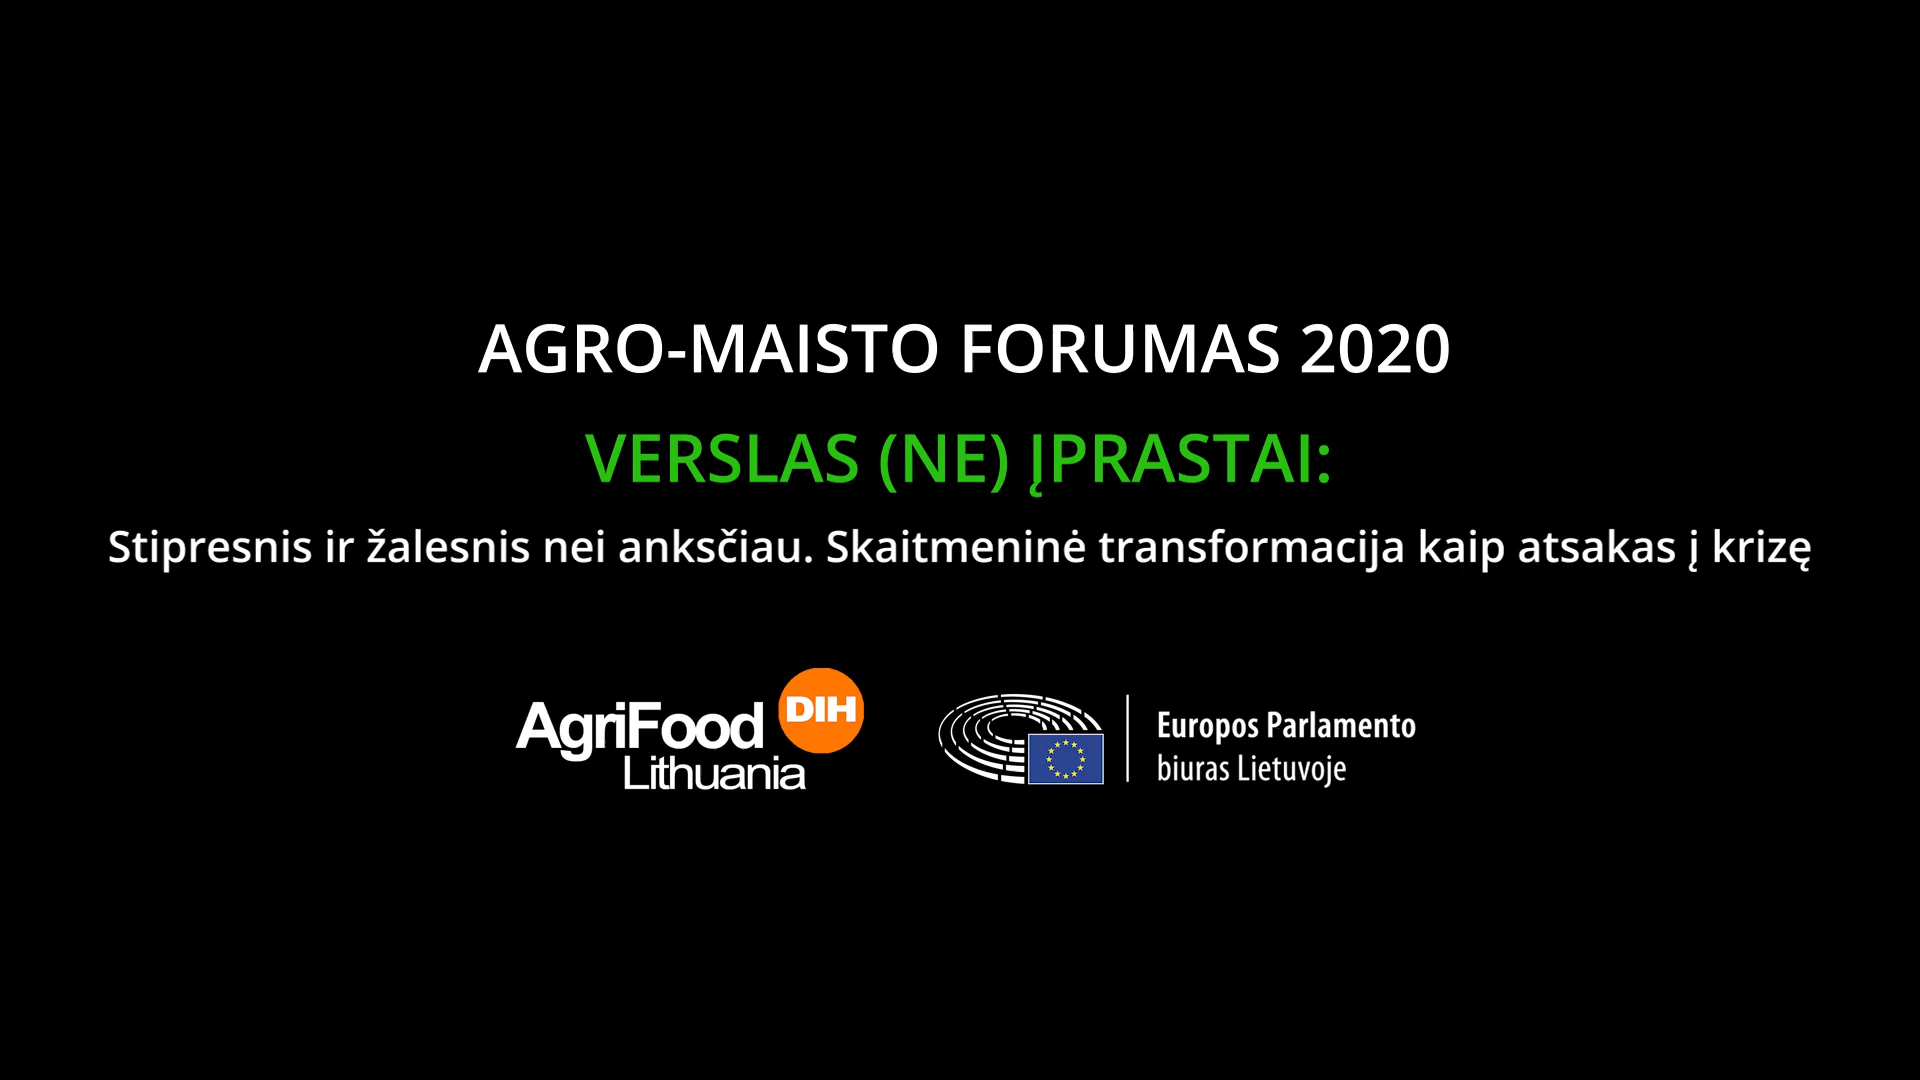 AGRO-MAISTO FORUMAS 2020
VERSLAS (NE) ĮPRASTAI:
Stipresnis ir žalesnis nei anksčiau. Skaitmeninė transformacija kaip atsakas į krizę
AgriFood DIH
Lithuania
Europos Parlamento
biuras Lietuvoje